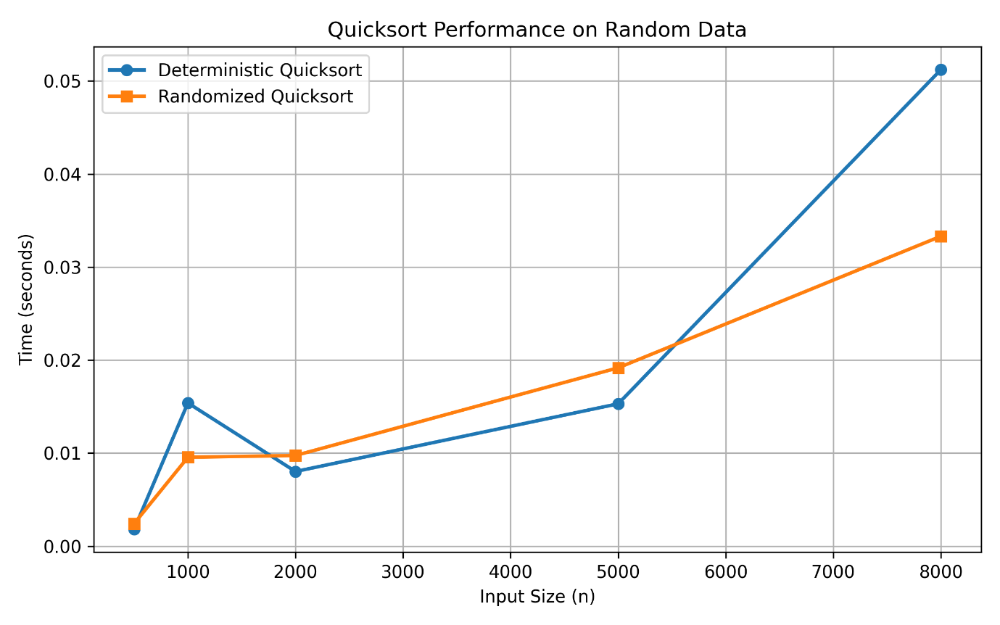 Quicksort Performance on Random Data
Deterministic Quicksort
Randomized Quicksort
0.05
0.04
0.03
0.02
0.01
0.00
Time (seconds)
1000 2000 3000 4000 5000 6000 7000 8000
Input Size (n)